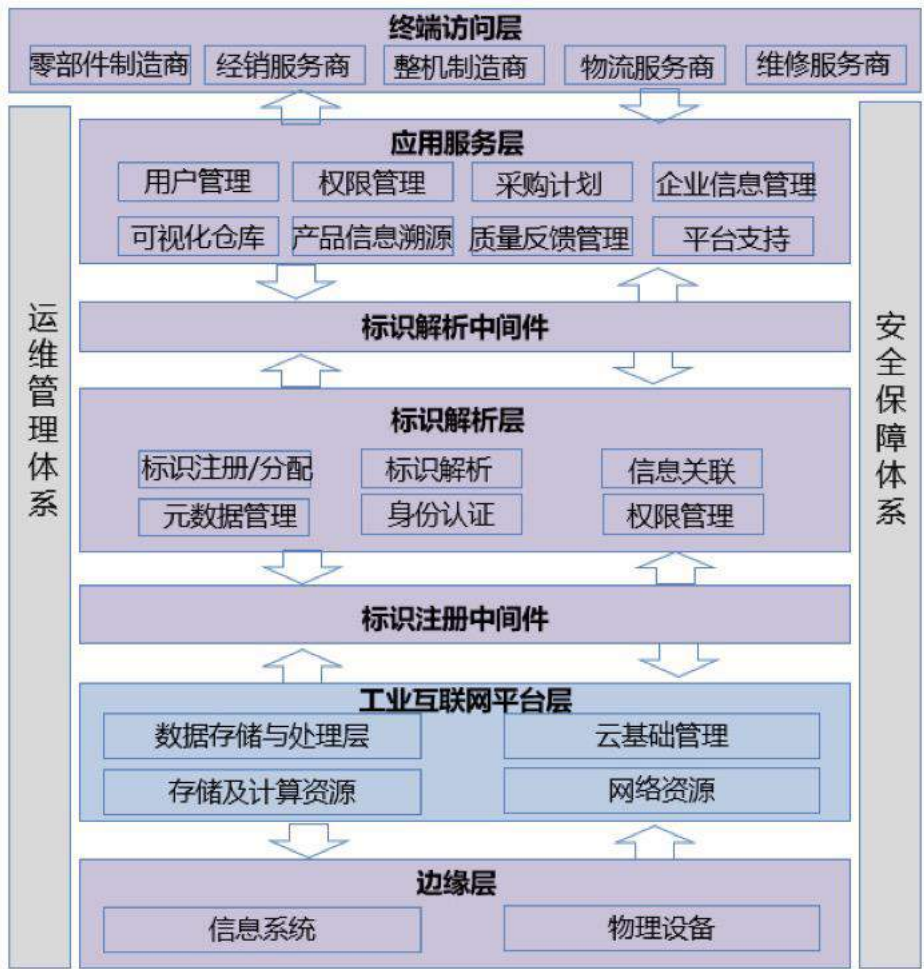 终端访问层
零部件制造商 经销服务商 整机制造商 物流服务商 维修服务商
运维管理体系
应用服务层
用户管理 权限管理 采购计划 企业信息管理
可视化仓库 产品信息溯源 质量反馈管理 平台支持
标识解析中间件
标识解析层
标识注册/分配 标识解析 信息关联
元数据管理 身份认证 权限管理
标识注册中间件
工业互联网平台层
数据存储与处理层 云基础管理
存储及计算资源 网络资源
边缘层
信息系统 物理设备
安全保障体系